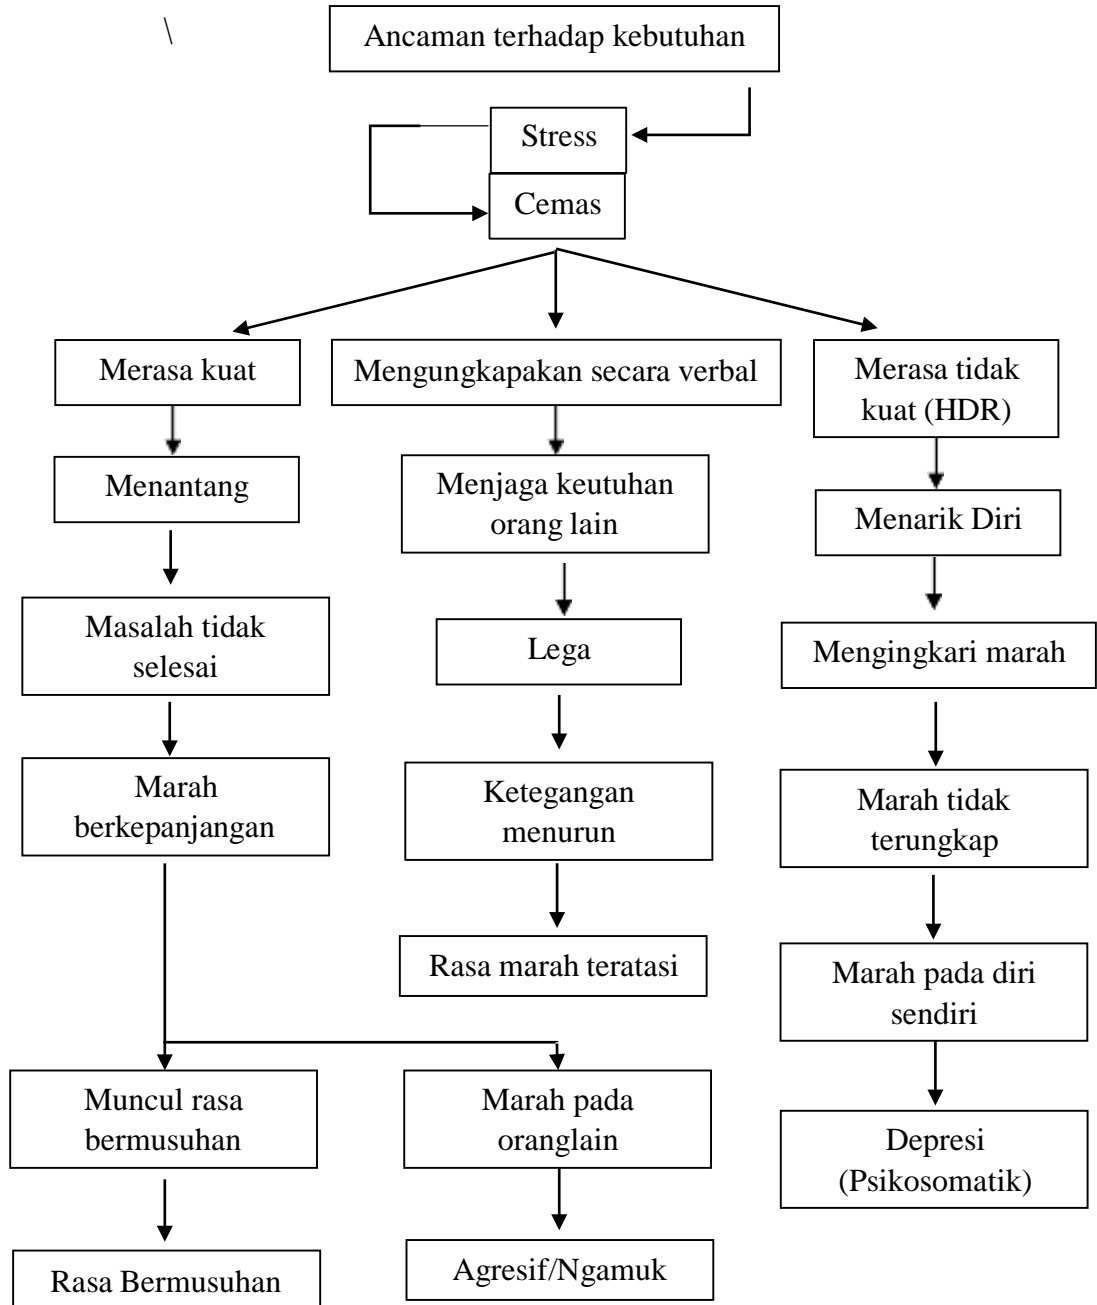 \
Ancaman terhadap kebutuhan
Stress
Cemas
Merasa kuat
Mengungkapakan secara verbal
Merasa tidak
kuat (HDR)
Menantang
Menjaga keutuhan
orang lain
Menarik Diri
Masalah tidak
selesai
Lega
Mengingkari marah
Marah
berkepanjangan
Ketegangan
menurun
Marah tidak
terungkap
Rasa marah teratasi
Marah pada diri
sendiri
Muncul rasa
bermusuhan
Marah pada
oranglain
Depresi
(Psikosomatik)
Rasa Bermusuhan
Agresif/Ngamuk